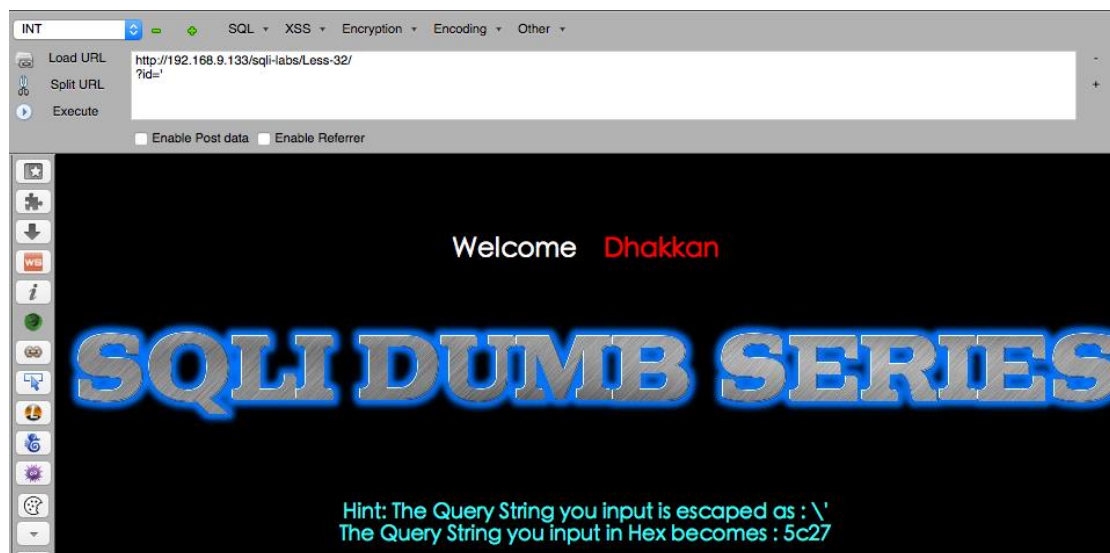 INT SQL XSS Encryption Encoding Other
Load URL
Split URL
Execute
http://192.168.9.133/sqli-labs/Less-32/
?id='
-
+
Enable Post data Enable Referrer
WS
i
Welcome Dhakkan
SQLI DUMB SERIES
Hint: The Query String you input is escaped as : \'
The Query String you input in Hex becomes : 5c27